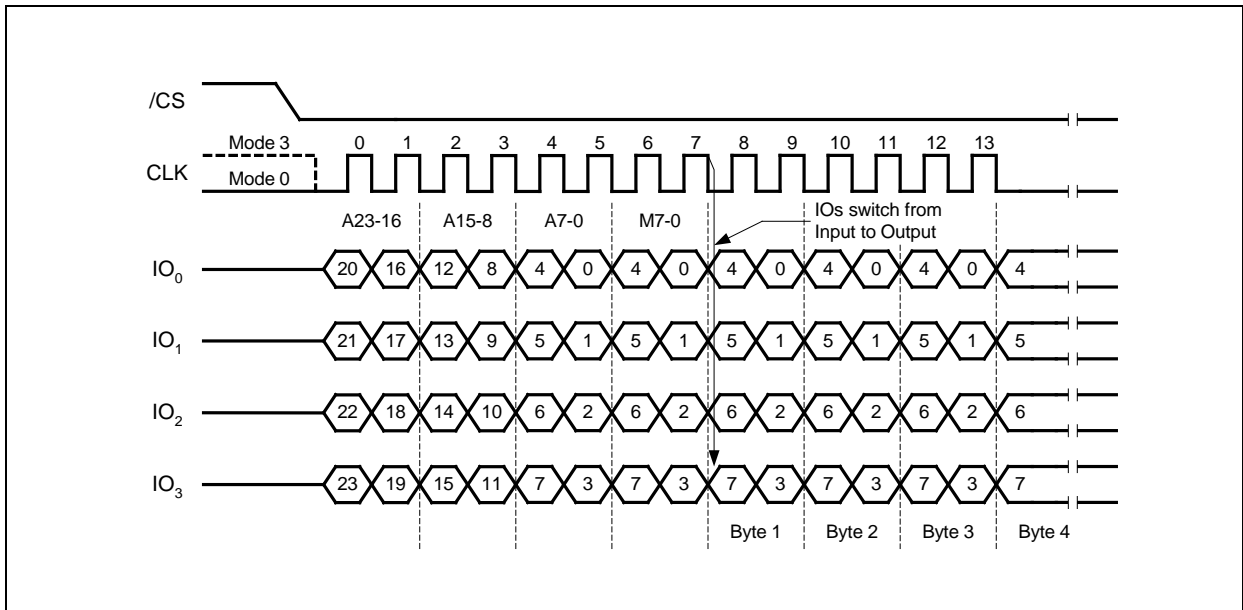 /CS
Mode 3 0 1 2 3 4 5 6 7 8 9 10 11 12 13
CLK
Mode 0
A23-16 A15-8 A7-0 M7-0 IOs switch from
Input to Output
IO0 20 16 12 8 4 0 4 0 4 0 4 0 4 0 4
IO1 21 17 13 9 5 1 5 1 5 1 5 1 5 1 5
IO2 22 18 14 10 6 2 6 2 6 2 6 2 6 2 6
IO3 23 19 15 11 7 3 7 3 7 3 7 3 7 3 7
Byte 1 Byte 2 Byte 3 Byte 4